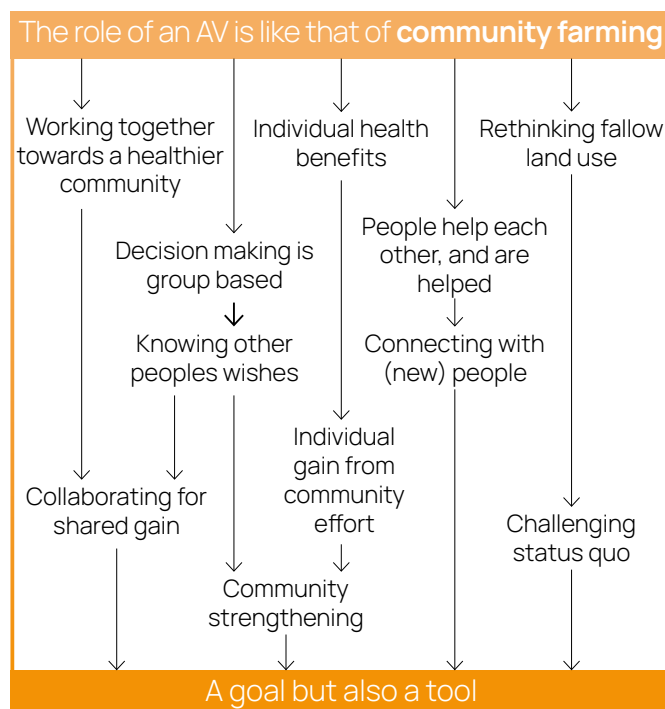 The role of an AV is like that of community farming
Working together
towards a healthier
community
Individual health
benefits
Rethinking fallow
land use
Decision making is
group based
People help each
other, and are
helped
Knowing other
peoples wishes
Connecting with
(new) people
Individual
gain from
community
effort
Collaborating for
shared gain
Challenging
status quo
Community
strengthening
A goal but also a tool